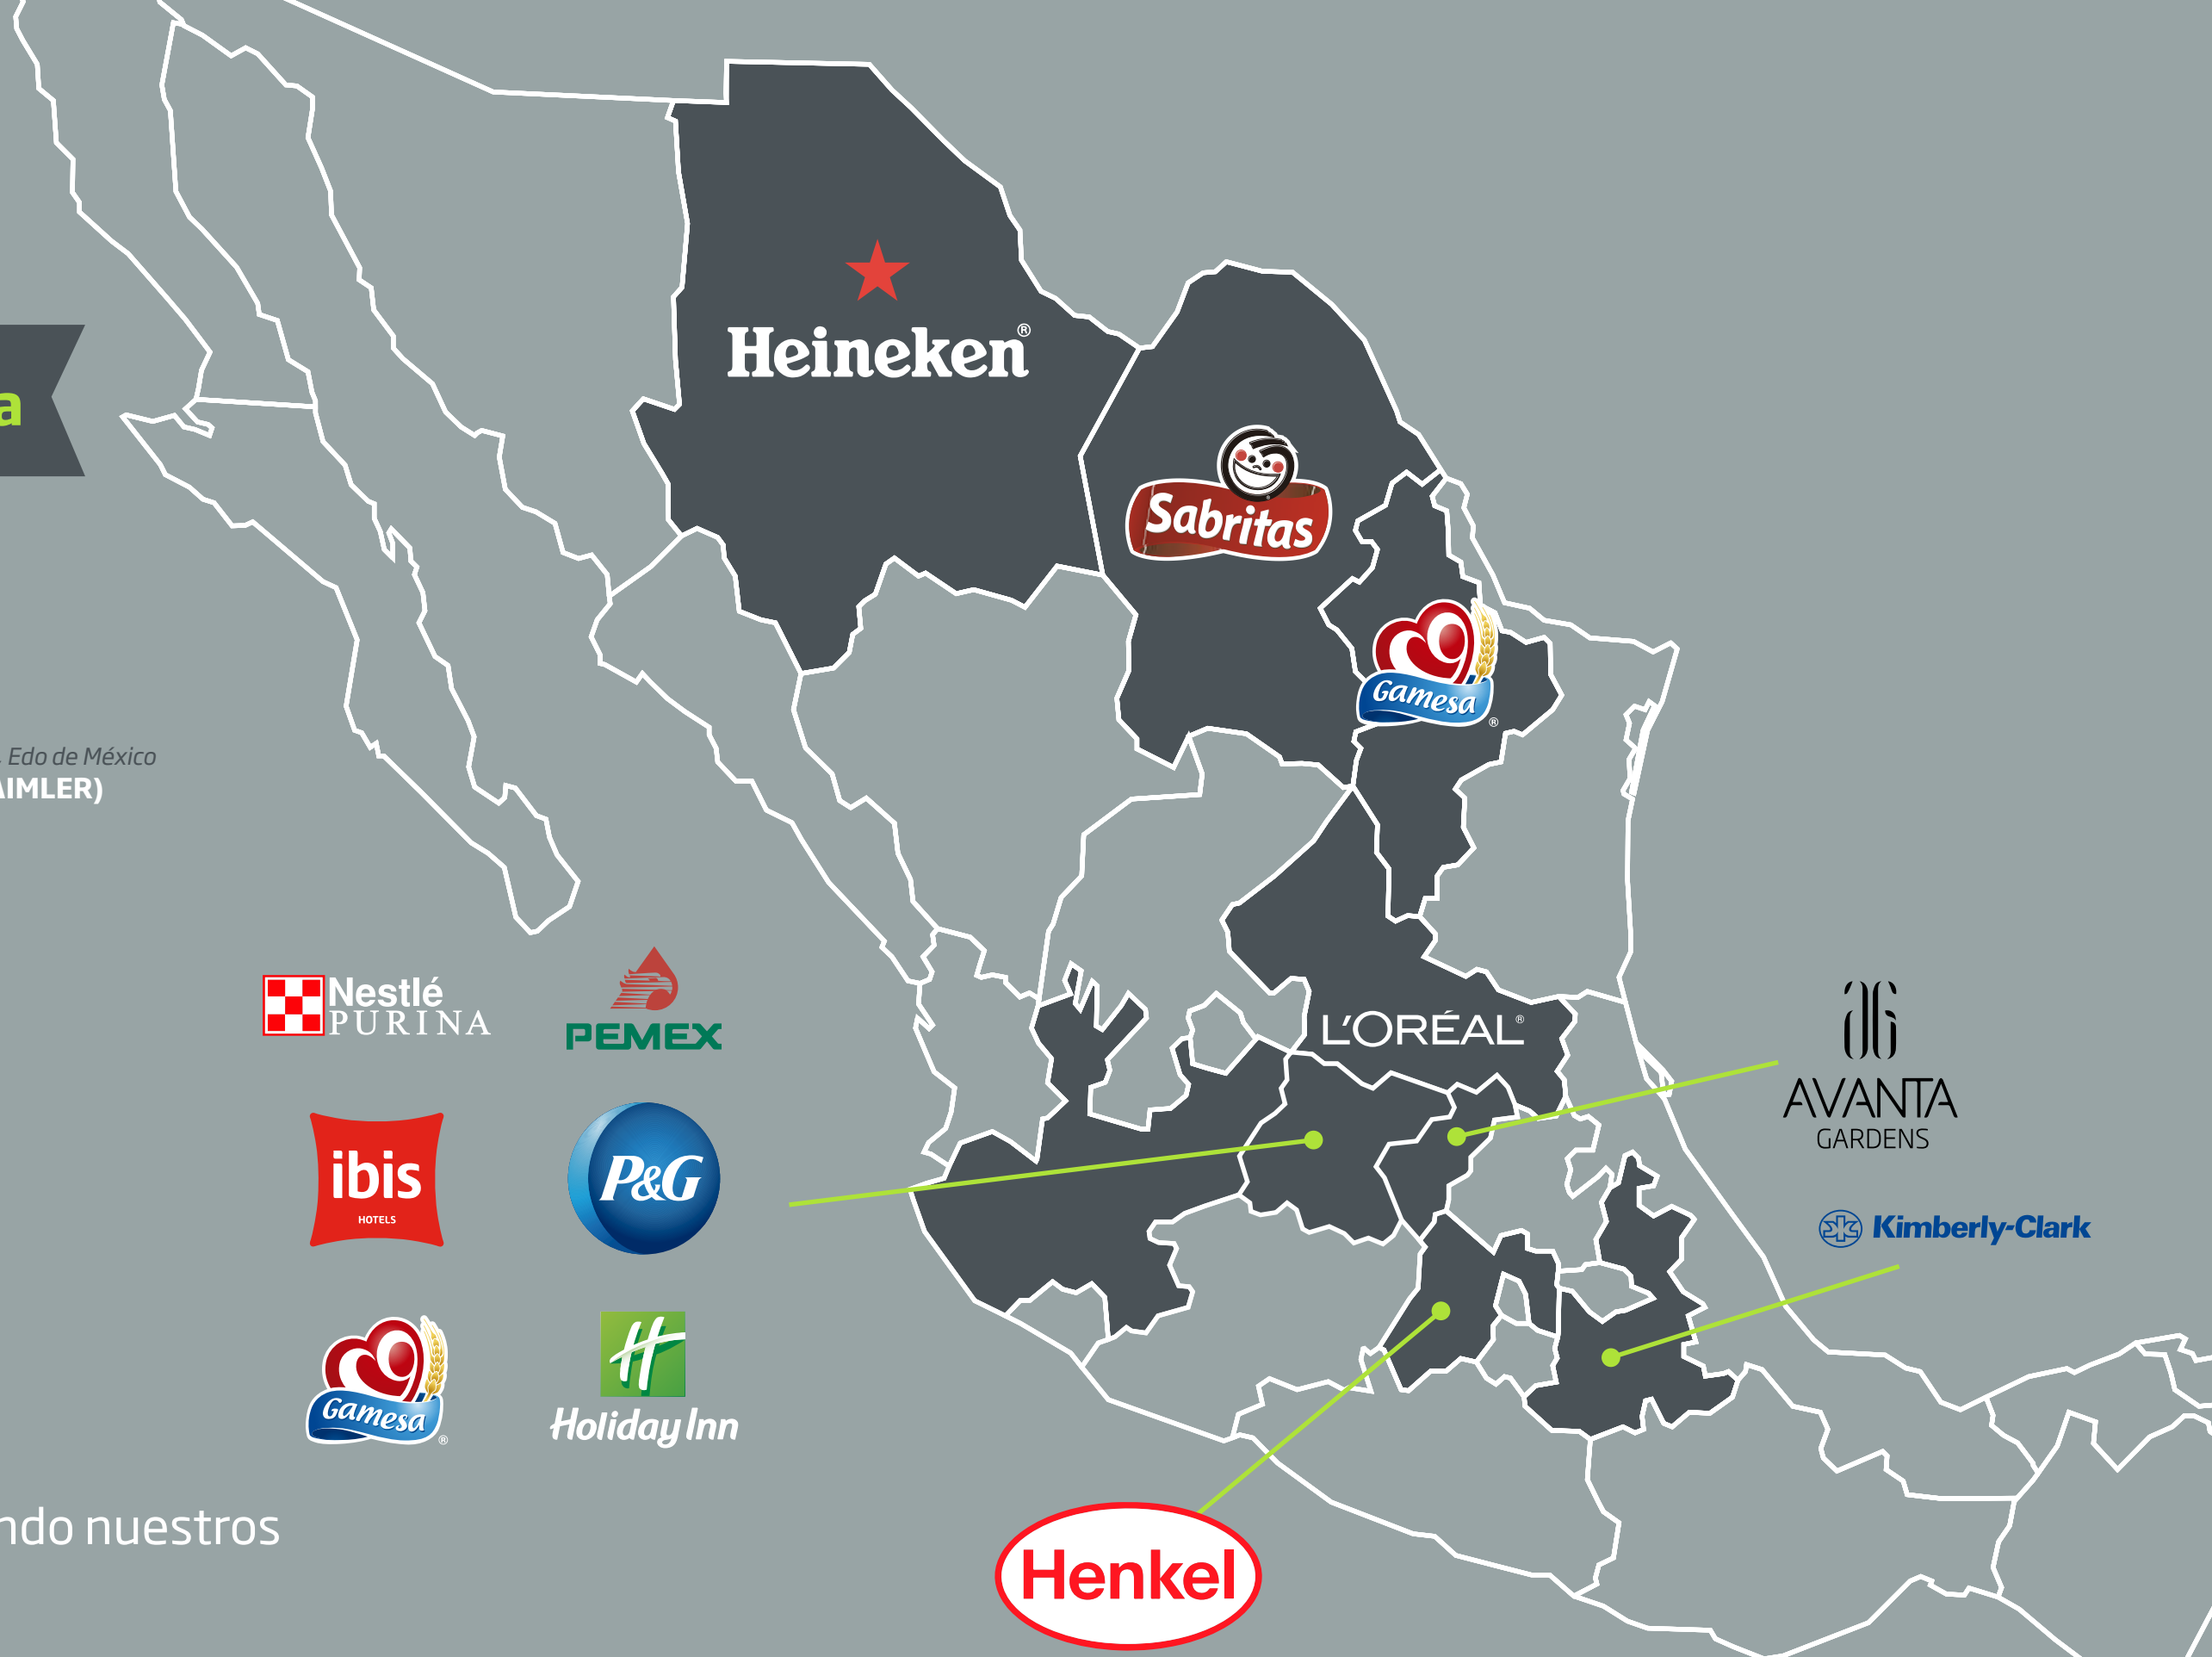 Heineken®
Sabritas
a
Gamesa®
Edo de México
AIMLER)
Nestlé
PURINA
PEMEX
L'ORÉAL®
AVANTA
GARDENS
ibis
HOTELS
P&G
Kimberly-Clark
Gamesa®
Holiday Inn
ndo nuestros
Henkel